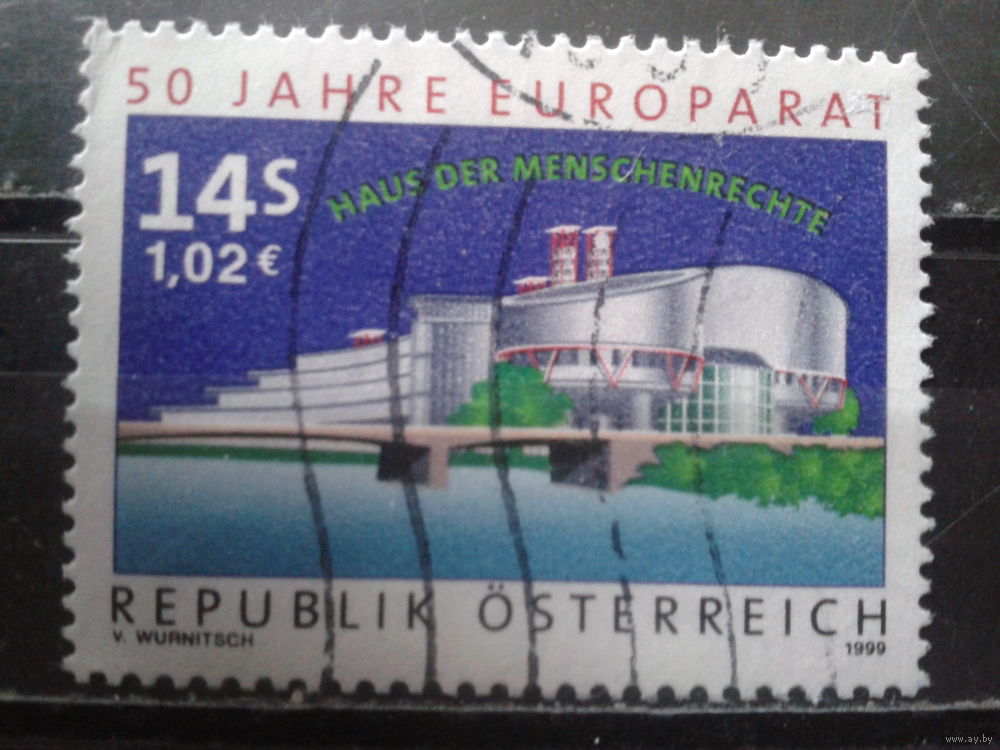 50 JAHRE EUROPARAT
14S
1,02 €
HAUS DER MENSCHENRECHTE
REPUBLIK ÖSTERREICH
V. WURNITSCH
1999
www.ay.by